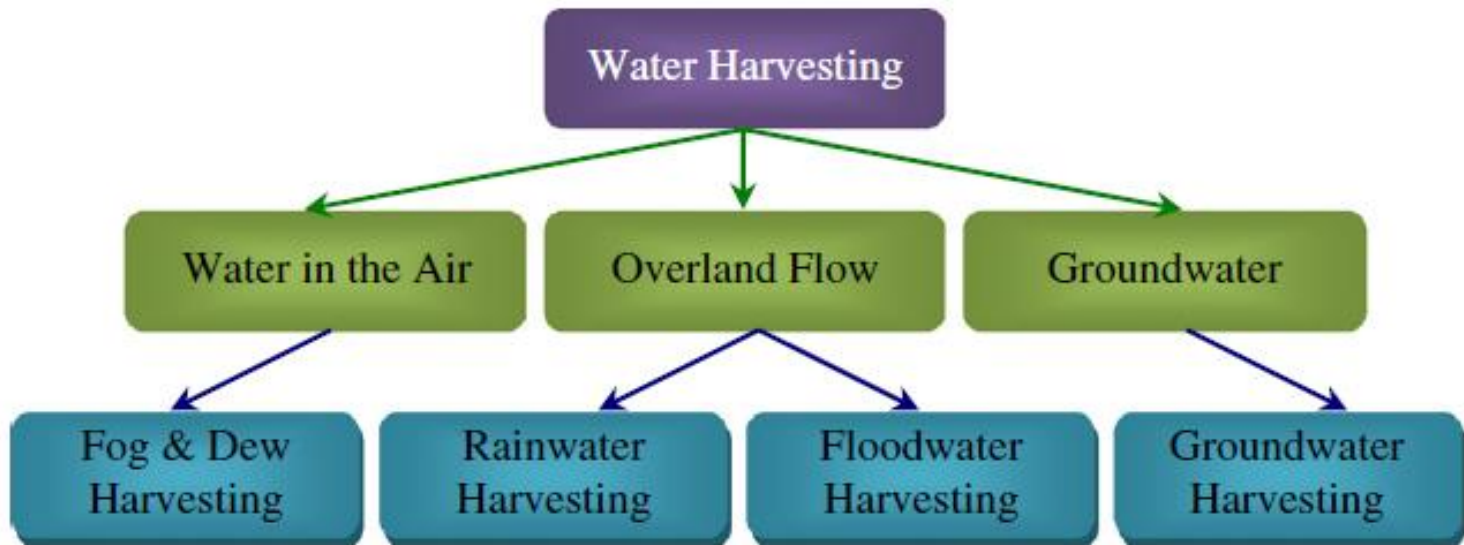 Water Harvesting
Water in the Air
Overland Flow
Groundwater
Fog & Dew
Harvesting
Rainwater
Harvesting
Floodwater
Harvesting
Groundwater
Harvesting